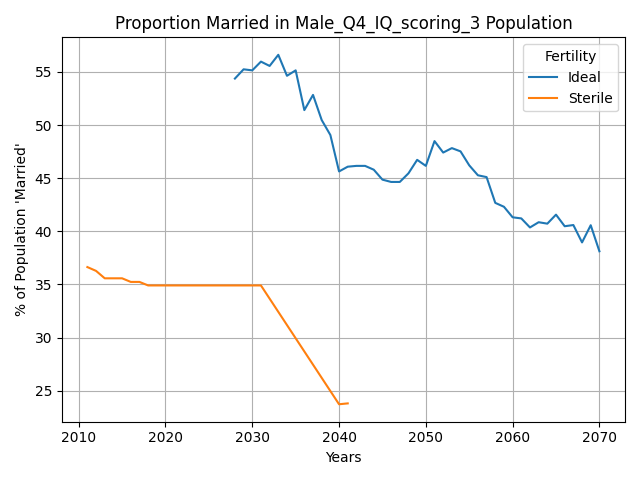 Proportion Married in Male_Q4_IQ_scoring_3 Population
Fertility
Ideal
Sterile
% of Population 'Married'
55
50
45
40
35
30
25
2010
2020
2030
2040
2050
2060
2070
Years